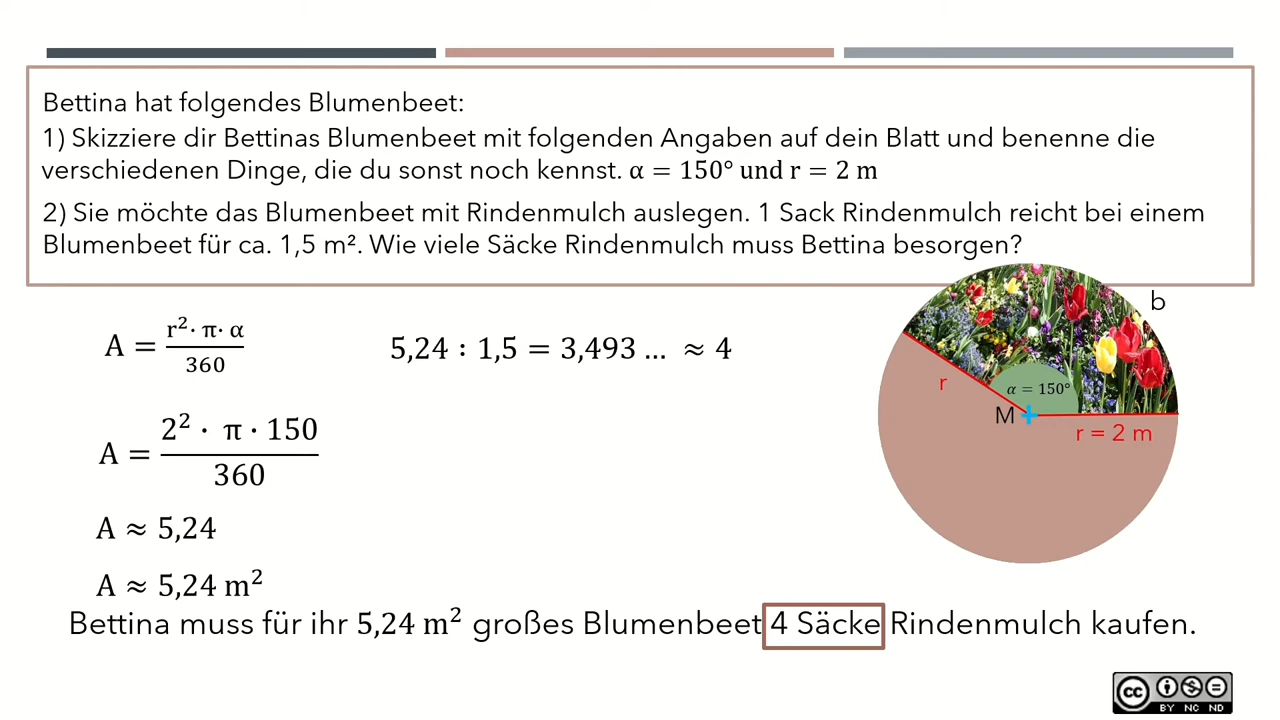 Bettina hat folgendes Blumenbeet:
1) Skizziere dir Bettinas Blumenbeet mit folgenden Angaben auf dein Blatt und benenne die
verschiedenen Dinge, die du sonst noch kennst. α = 150° und r = 2 m
2) Sie möchte das Blumenbeet mit Rindenmulch auslegen. 1 Sack Rindenmulch reicht bei einem
Blumenbeet für ca. 1,5 m². Wie viele Säcke Rindenmulch muss Bettina besorgen?
A = r²· π· α / 360
5,24 : 1,5 = 3,493 … ≈ 4
b
r
α = 150°
M
r = 2 m
A = 2² · π · 150 / 360
A ≈ 5,24
A ≈ 5,24 m²
Bettina muss für ihr 5,24 m² großes Blumenbeet 4 Säcke Rindenmulch kaufen.
cc
BY NC ND